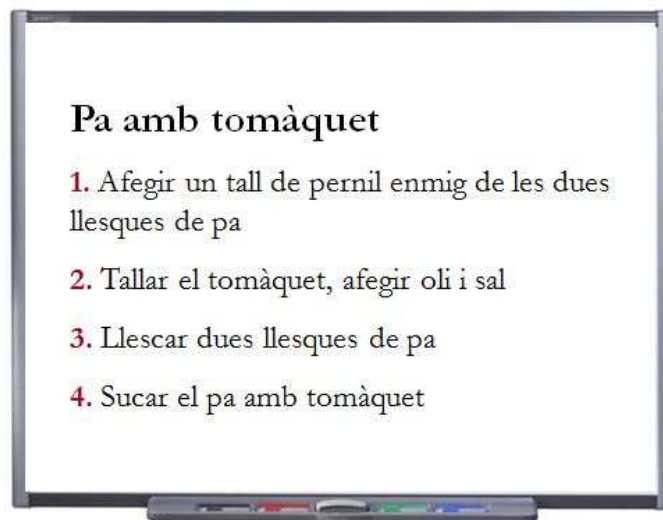 Pa amb tomàquet
1. Afegir un tall de pernil enmig de les dues
llesques de pa
2. Tallar el tomàquet, afegir oli i sal
3. Llescar dues llesques de pa
4. Sucar el pa amb tomàquet